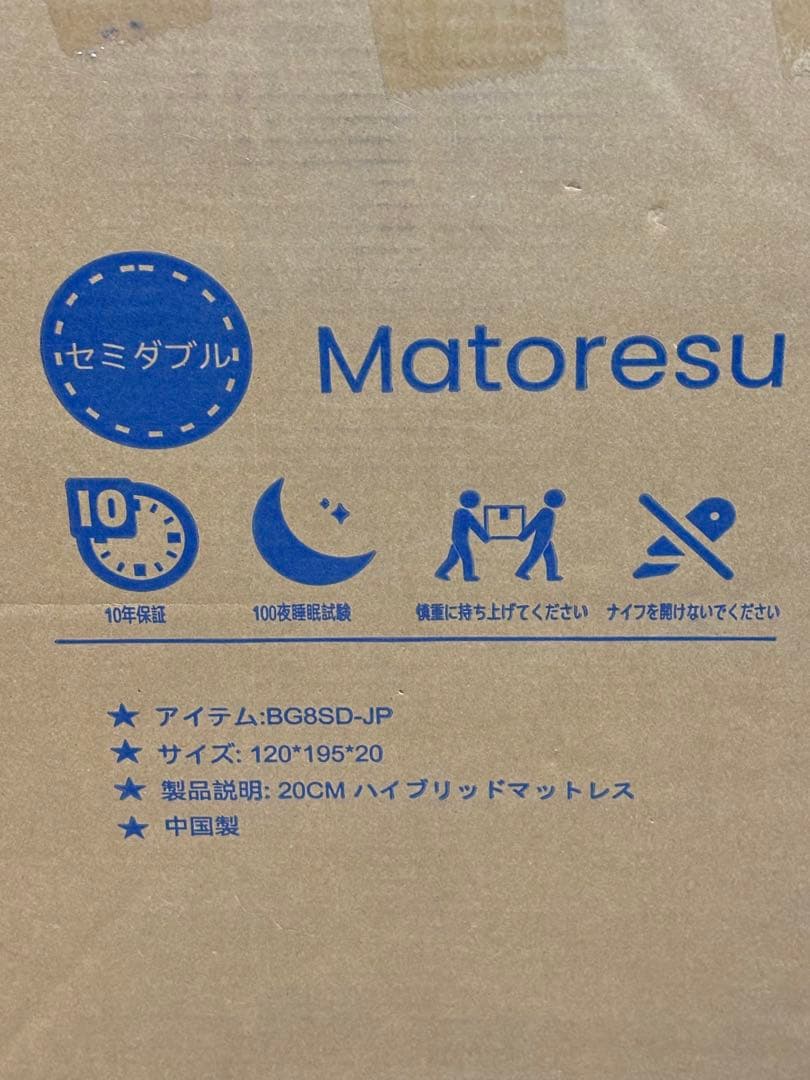 セミダブル
Matoresu
10
10年保証
100夜睡眠試験
慎重に持ち上げてください
ナイフを開けないでください
★ アイテム:BG8SD-JP
★ サイズ: 120*195*20
★ 製品説明: 20CM ハイブリッドマットレス
★ 中国製